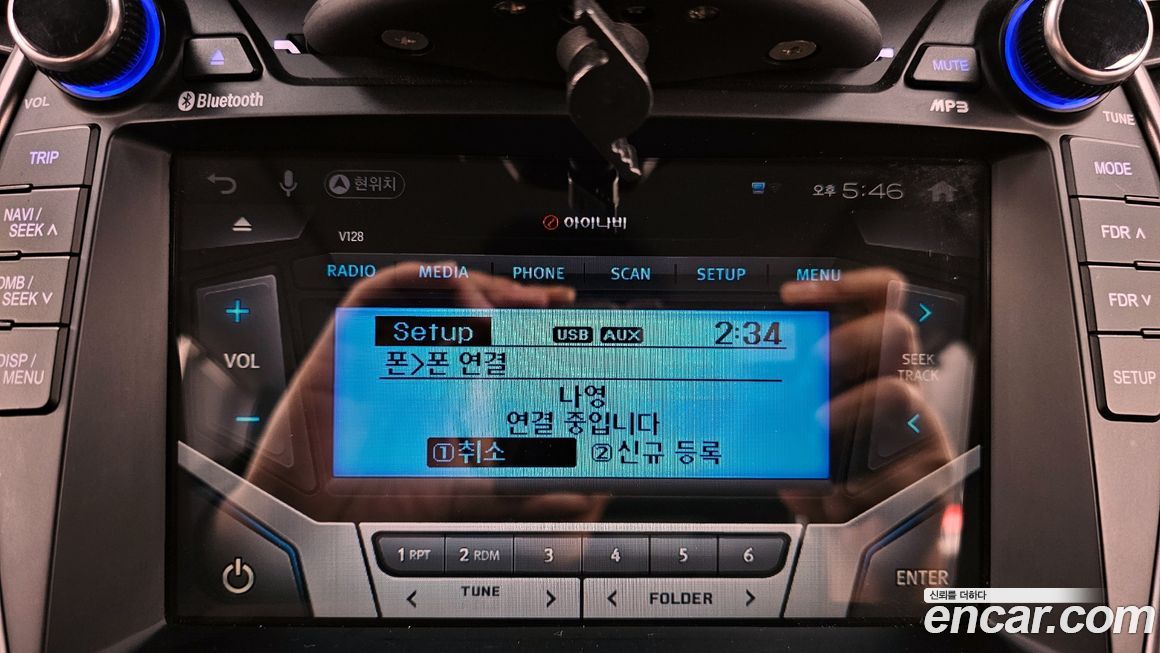 VOL
Bluetooth
MUTE
MP3
TUNE
TRIP
NAVI /
SEEK ∧
SEEK ∨
DISP /
MENU
MODE
FDR ∧
FDR ∨
SETUP
현위치
오후 5:46
아이나비
V128
RADIO MEDIA PHONE SCAN SETUP MENU
+
VOL
−
Setup USB AUX 2:34
폰>폰 연결
나영
연결 중입니다
①취소 ②신규 등록
>
SEEK
TRACK
<
1 RPT 2 RDM 3 4 5 6
< TUNE > < FOLDER >
ENTER
신뢰를 더하다
encar.com